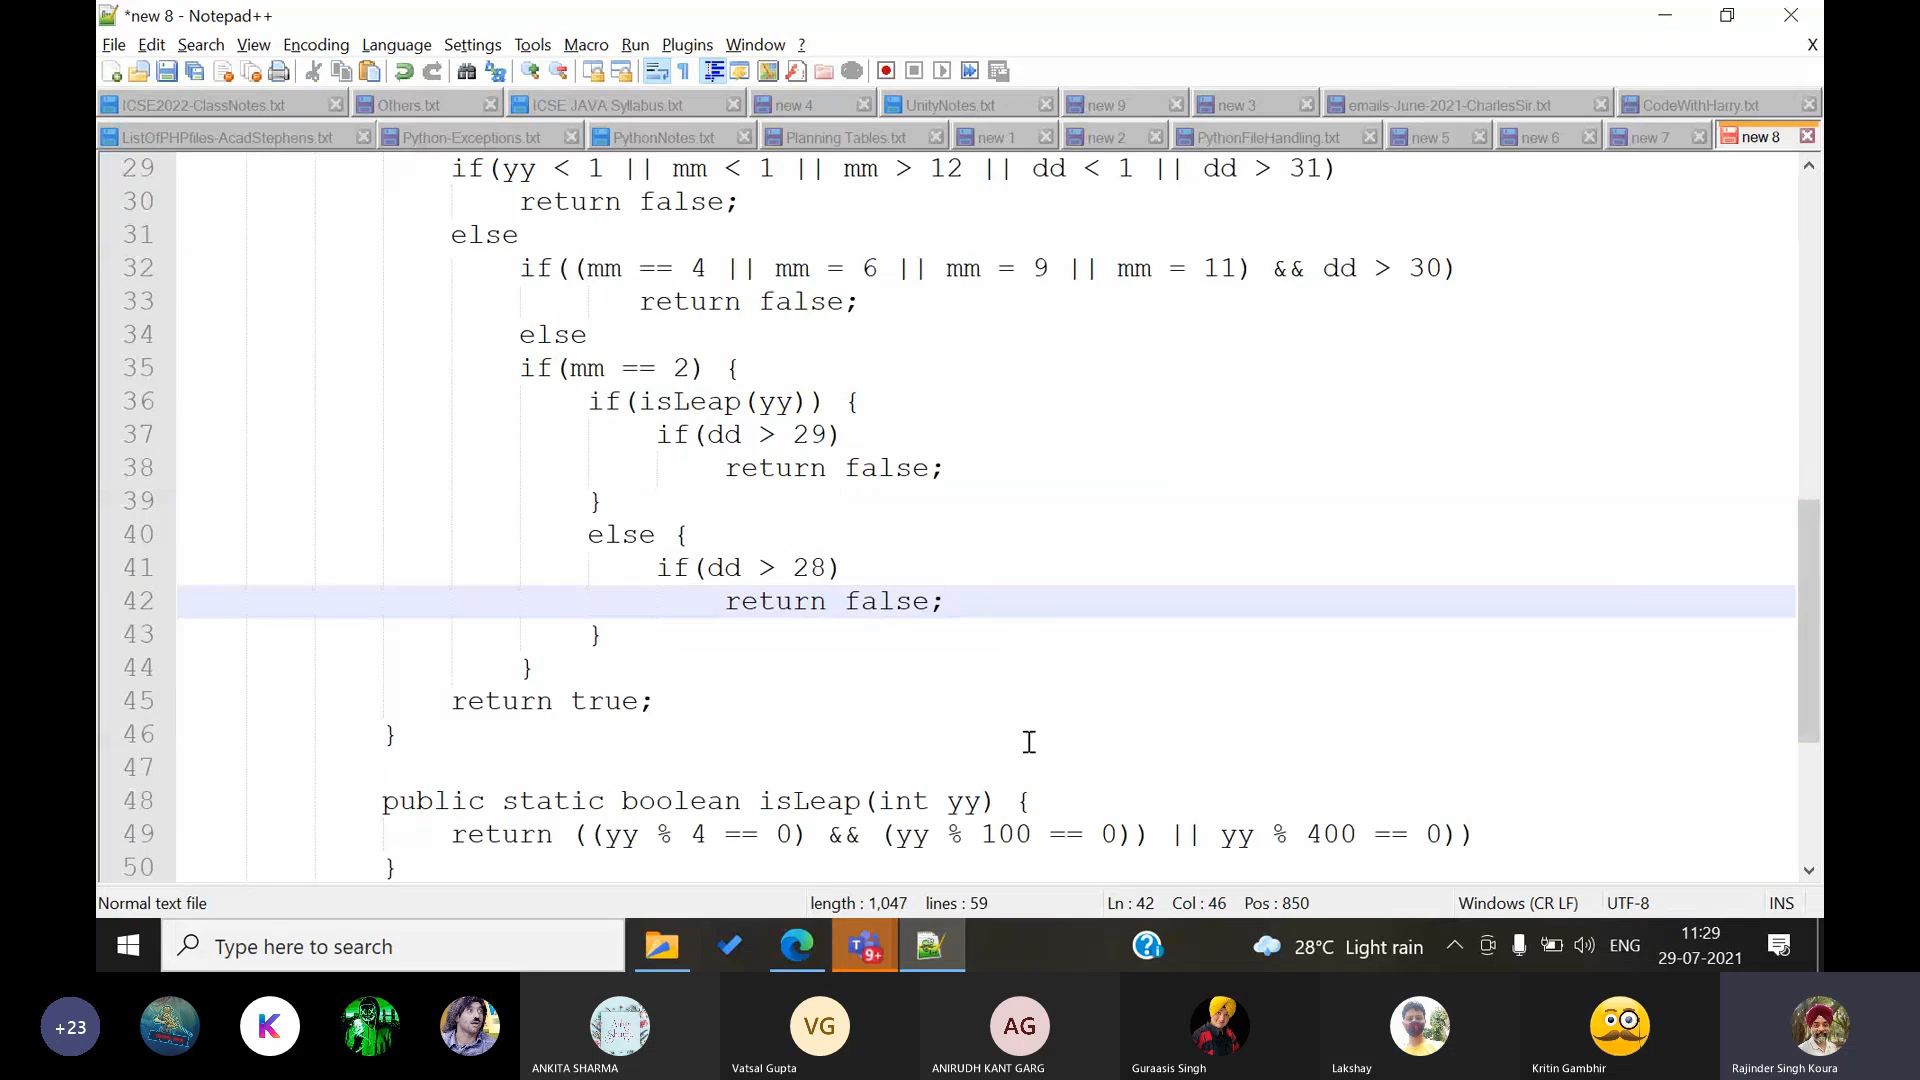 *new 8 - Notepad++
File Edit Search View Encoding Language Settings Tools Macro Run Plugins Window ? X
ICSE2022-ClassNotes.txt Others.txt ICSE JAVA Syllabus.txt new 4 UnityNotes.txt new 9 new 3 emails-June-2021-CharlesSir.txt CodeWithHarry.txt
ListOfPHPfiles-AcadStephens.txt Python-Exceptions.txt PythonNotes.txt Planning Tables.txt new 1 new 2 PythonFileHandling.txt new 5 new 6 new 7 new 8
29 if(yy < 1 || mm < 1 || mm > 12 || dd < 1 || dd > 31)
30 return false;
31 else
32 if((mm == 4 || mm = 6 || mm = 9 || mm = 11) && dd > 30)
33 return false;
34 else
35 if(mm == 2) {
36 if(isLeap(yy)) {
37 if(dd > 29)
38 return false;
39 }
40 else {
41 if(dd > 28)
42 return false;
43 }
44 }
45 return true;
46 }
47
48 public static boolean isLeap(int yy) {
49 return ((yy % 4 == 0) && (yy % 100 == 0)) || yy % 400 == 0))
50 }
Normal text file length : 1,047 lines : 59 Ln : 42 Col : 46 Pos : 850 Windows (CR LF) UTF-8 INS
Type here to search 9+ 28°C Light rain ENG 11:29
29-07-2021
+23 K VG AG
ANKITA SHARMA Vatsal Gupta ANIRUDH KANT GARG Guraasis Singh Lakshay Kritin Gambhir Rajinder Singh Koura